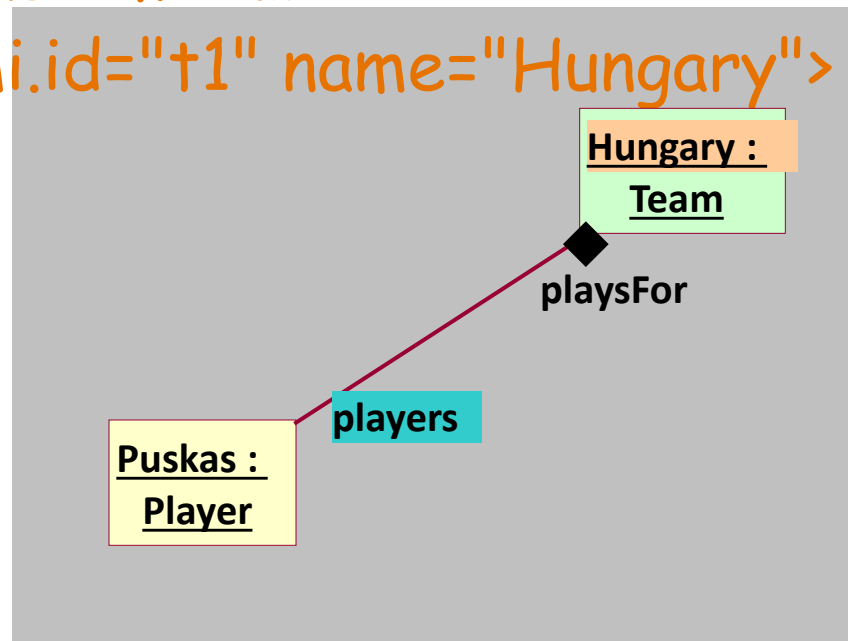 i.id="t1" name="Hungary">
Hungary :
Team
playsFor
players
Puskas :
Player